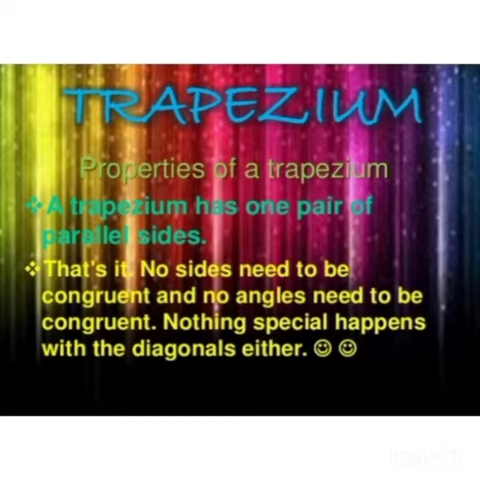 TRAPEZIUM
Properties of a trapezium
❖A trapezium has one pair of
parallel sides.
❖That's it. No sides need to be
congruent and no angles need to be
congruent. Nothing special happens
with the diagonals either. ☺ ☺